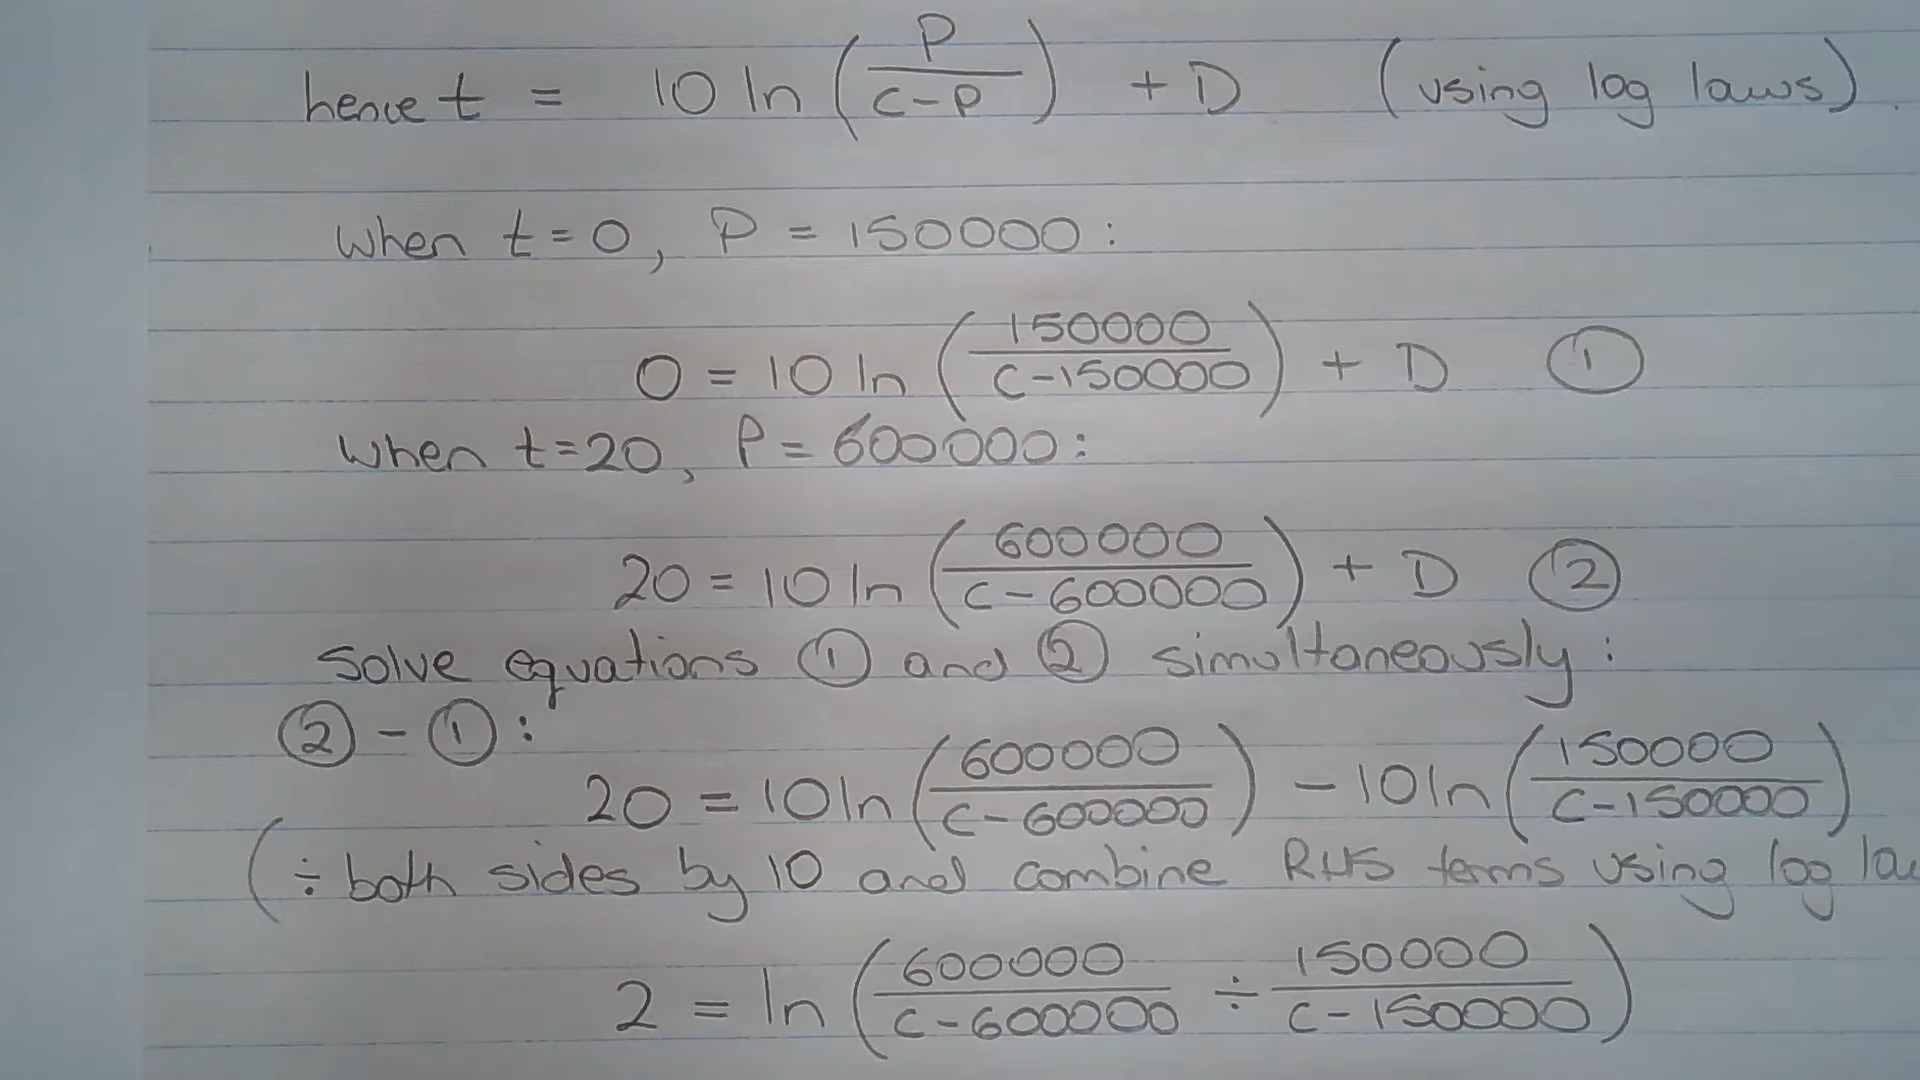 hence t = 10 ln (P/(C-P)) + D (using log laws).
When t=0, P = 150000:
0 = 10 ln (150000/(C-150000)) + D ①
When t=20, P = 600000:
20 = 10 ln (600000/(C-600000)) + D ②
Solve equations ① and ② simultaneously:
② - ①:
20 = 10 ln (600000/(C-600000)) - 10 ln (150000/(C-150000))
(÷ both sides by 10 and combine RHS terms using log
2 = ln (600000/(C-600000) ÷ 150000/(C-150000))